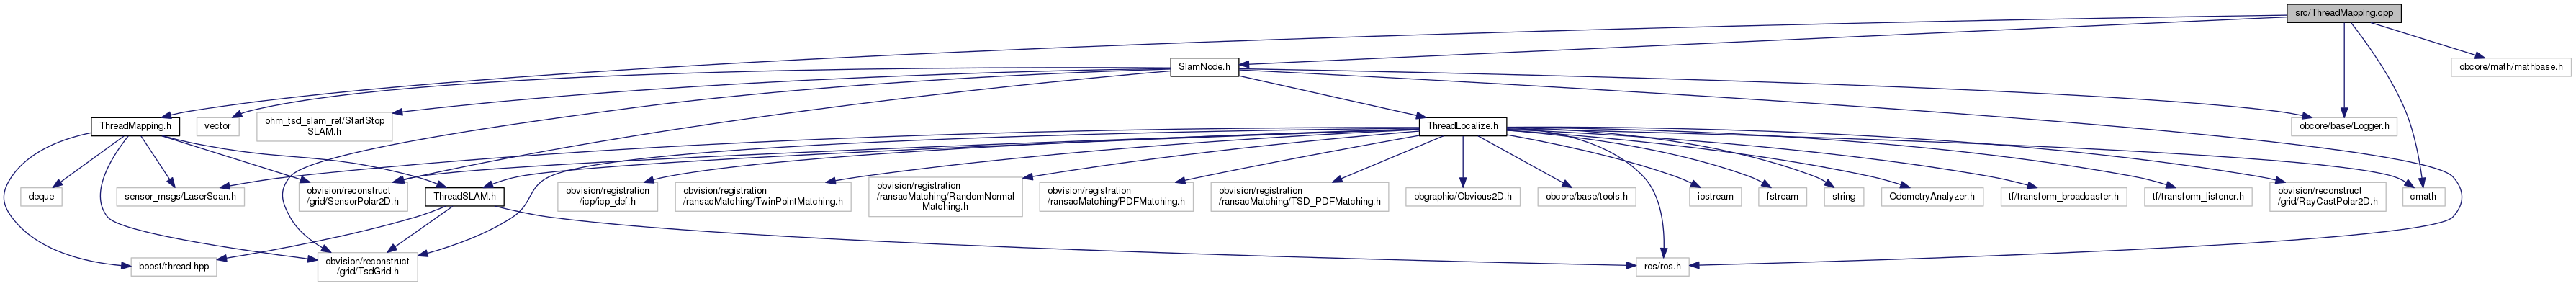 src/ThreadMapping.cpp
SlamNode.h
obcore/math/mathbase.h
ThreadMapping.h
vector
ohm_tsd_slam_ref/StartStop
SLAM.h
ThreadLocalize.h
obcore/base/Logger.h
deque
sensor_msgs/LaserScan.h
obvision/reconstruct
/grid/SensorPolar2D.h
ThreadSLAM.h
obvision/registration
/icp/icp_def.h
obvision/registration
/ransacMatching/TwinPointMatching.h
obvision/registration
/ransacMatching/RandomNormal
Matching.h
obvision/registration
/ransacMatching/PDFMatching.h
obvision/registration
/ransacMatching/TSD_PDFMatching.h
obgraphic/Obvious2D.h
obcore/base/tools.h
iostream
fstream
string
OdometryAnalyzer.h
tf/transform_broadcaster.h
tf/transform_listener.h
obvision/reconstruct
/grid/RayCastPolar2D.h
cmath
boost/thread.hpp
obvision/reconstruct
/grid/TsdGrid.h
ros/ros.h